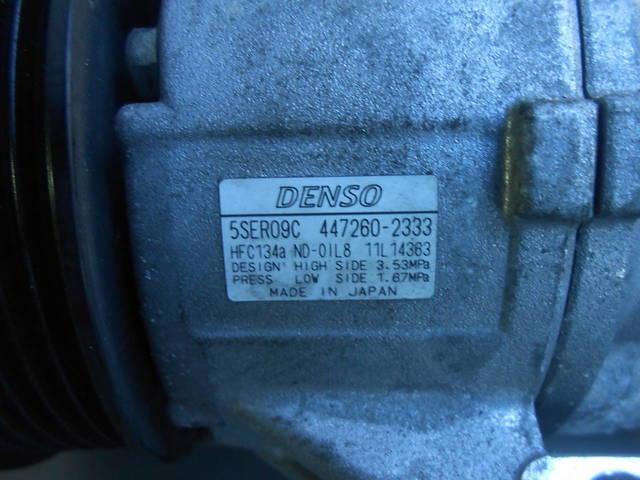 DENSO
5SER09C 447260-2333
HFC134a ND-OIL8 11L14363
DESIGN HIGH SIDE 3.53MPa
PRESS LOW SIDE 1.67MPa
MADE IN JAPAN